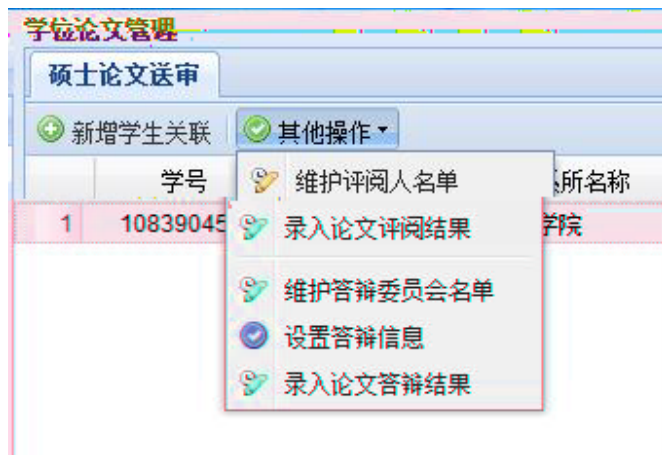 学位论文管理
硕士论文送审
新增学生关联 其他操作
学号 所名称
1 10839045 学院
维护评阅人名单
录入论文评阅结果
维护答辩委员会名单
设置答辩信息
录入论文答辩结果